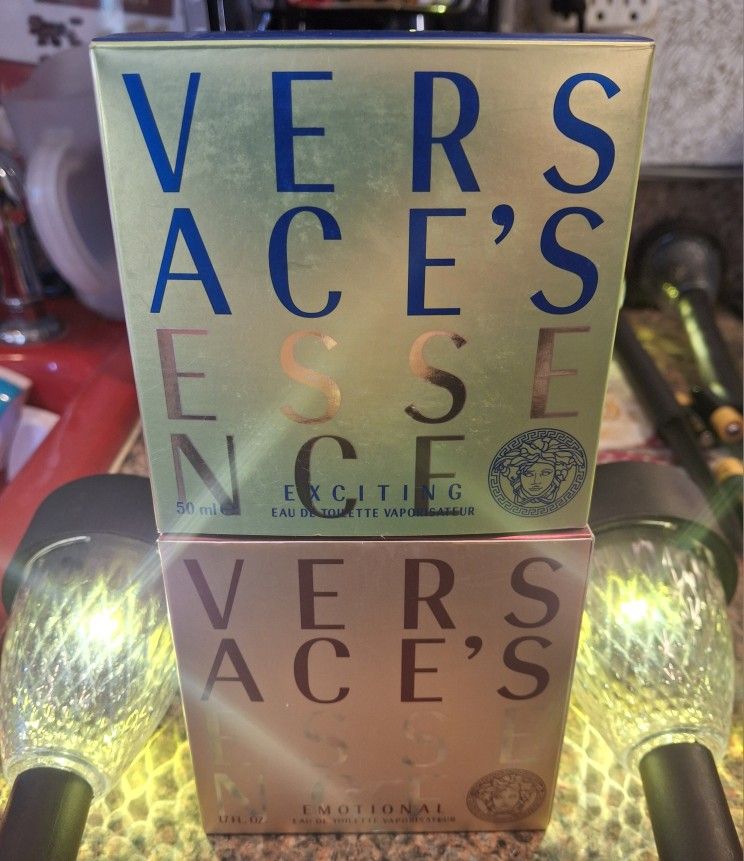 VERS
ACE'S
ESSE
NCE
EXCITING
50 ml
EAU DE TOILETTE VAPORISATEUR
VERS
ACE'S
ESSE
NCE
EMOTIONAL
1.7 FL. OZ.
EAU DE TOILETTE VAPORISATEUR